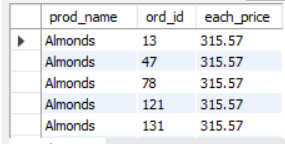 prod_name ord_id each_price
Almonds 13 315.57
Almonds 47 315.57
Almonds 78 315.57
Almonds 121 315.57
Almonds 131 315.57